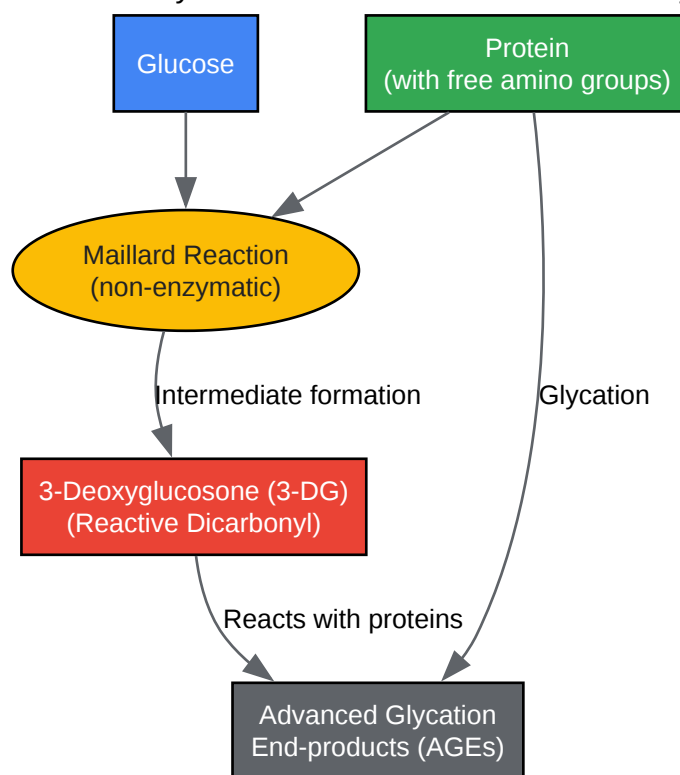 Glucose
Protein
(with free amino groups)
Maillard Reaction
(non-enzymatic)
Intermediate formation
Glycation
3-Deoxyglucosone (3-DG)
(Reactive Dicarbonyl)
Reacts with proteins
Advanced Glycation
End-products (AGEs)